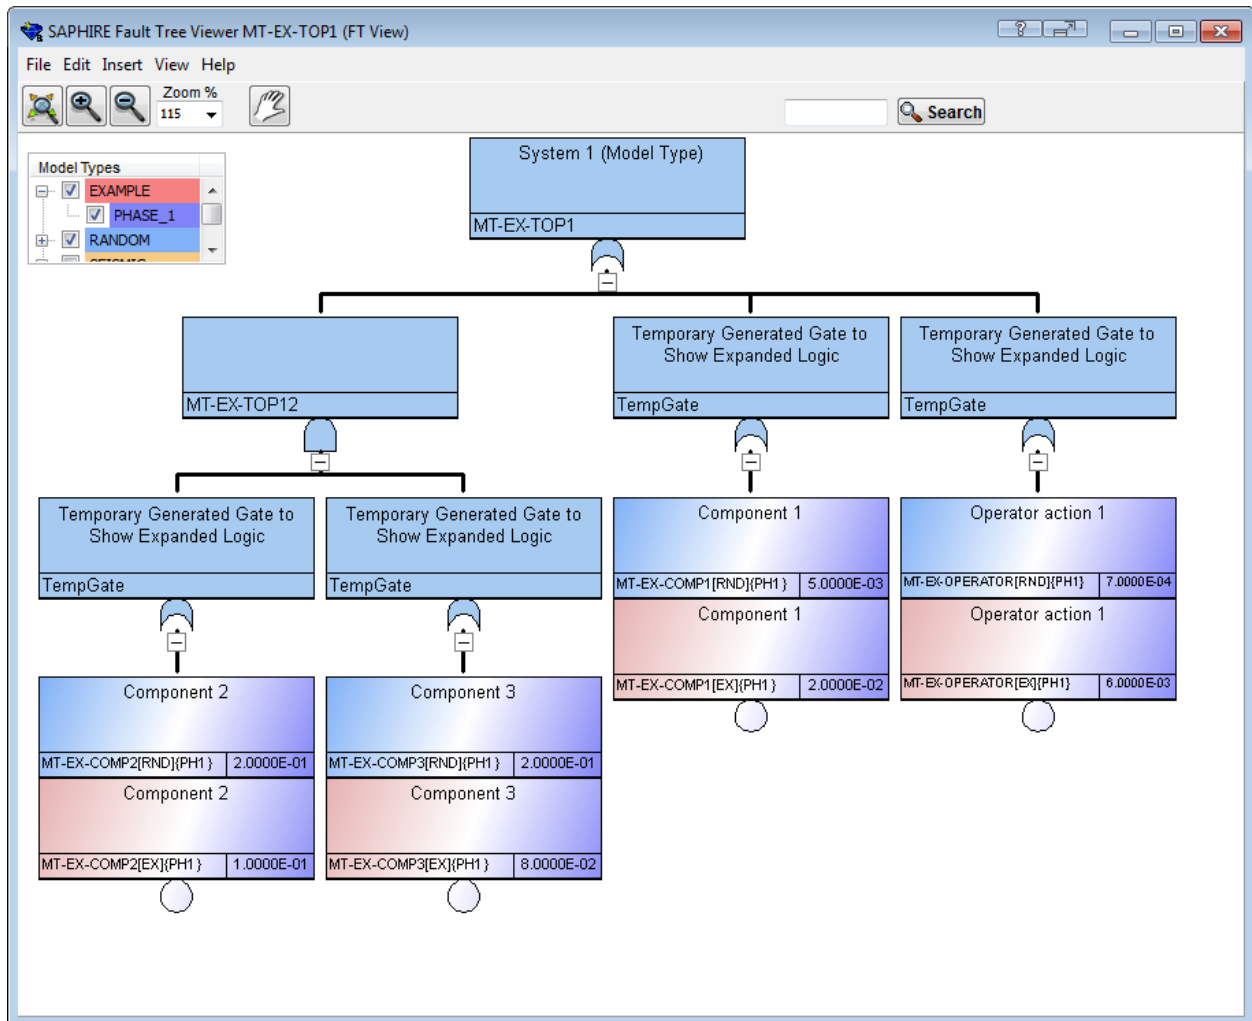 SAPHIRE Fault Tree Viewer MT-EX-TOP1 (FT View)
File Edit Insert View Help
Zoom %
115
Search
Model Types
EXAMPLE
PHASE_1
RANDOM
SEISMIC
System 1 (Model Type)
MT-EX-TOP1
MT-EX-TOP12
Temporary Generated Gate to
Show Expanded Logic
TempGate
Temporary Generated Gate to
Show Expanded Logic
TempGate
Temporary Generated Gate to
Show Expanded Logic
TempGate
Temporary Generated Gate to
Show Expanded Logic
TempGate
Component 1
MT-EX-COMP1[RND]{PH1} 5.0000E-03
Component 1
MT-EX-COMP1[EX]{PH1} 2.0000E-02
Operator action 1
MT-EX-OPERATOR[RND]{PH1} 7.0000E-04
Operator action 1
MT-EX-OPERATOR[EX]{PH1} 6.0000E-03
Component 2
MT-EX-COMP2[RND]{PH1} 2.0000E-01
Component 2
MT-EX-COMP2[EX]{PH1} 1.0000E-01
Component 3
MT-EX-COMP3[RND]{PH1} 2.0000E-01
Component 3
MT-EX-COMP3[EX]{PH1} 8.0000E-02